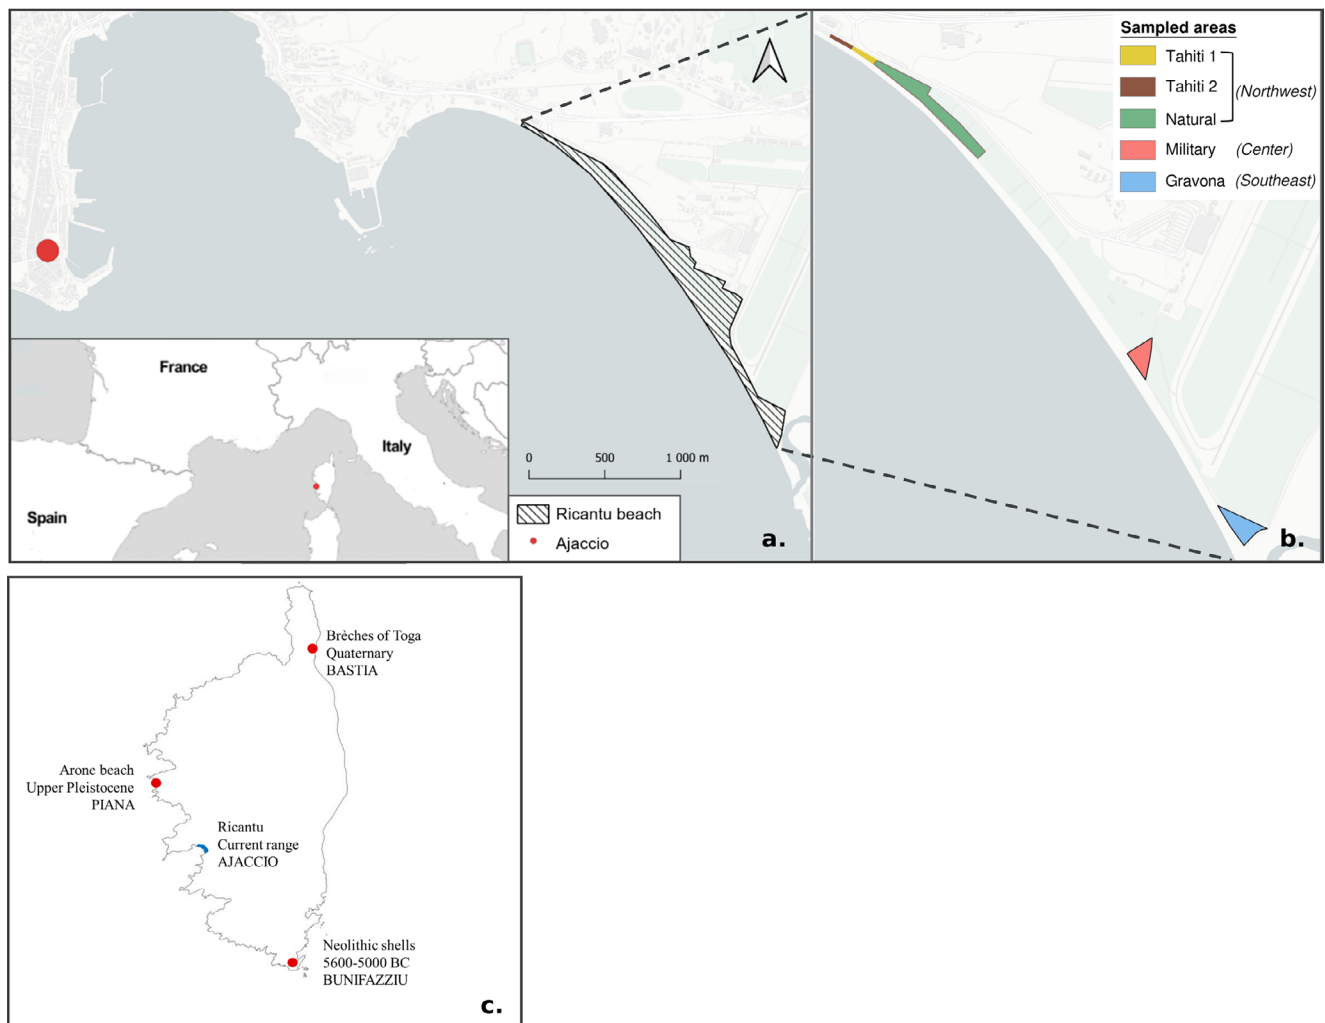 France
Italy
Spain
0 500 1 000 m
Ricantu beach
Ajaccio
a.
Sampled areas
Tahiti 1
Tahiti 2
(Northwest)
Natural
Military (Center)
Gravona (Southeast)
b.
Brèches of Toga
Quaternary
BASTIA
Arone beach
Upper Pleistocene
PIANA
Ricantu
Current range
AJACCIO
Neolithic shells
5600-5000 BC
BUNIFAZZIU
c.